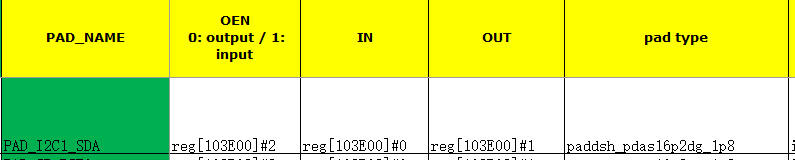 PAD_NAME
OEN
0: output / 1:
input
IN
OUT
pad type
PAD_I2C1_SDA
reg[103E00]#2
reg[103E00]#0
reg[103E00]#1
paddsh_pdas16p2dg_1p8